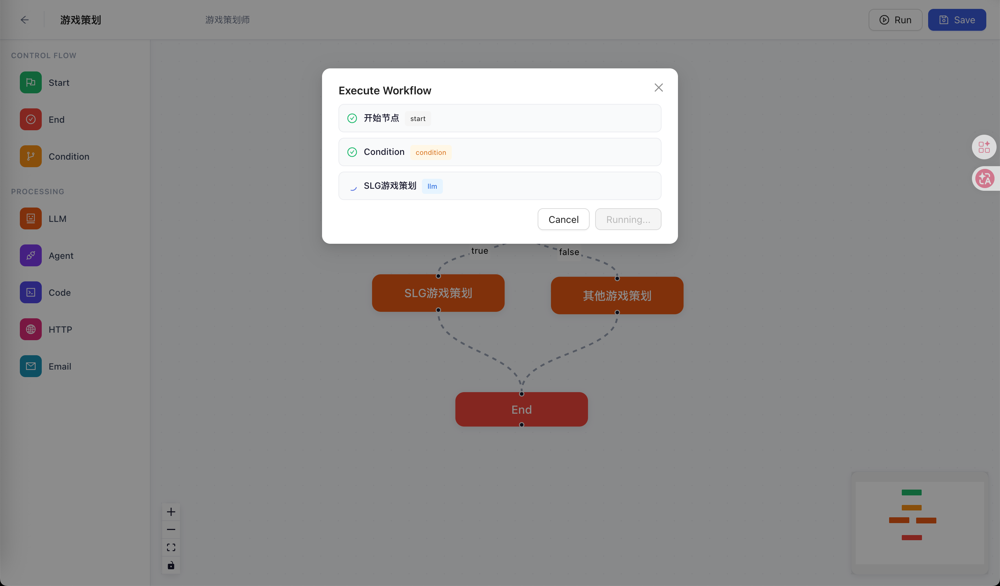 游戏策划
游戏策划师
Run
Save
CONTROL FLOW
Start
End
Condition
PROCESSING
LLM
Agent
Code
HTTP
Email
Execute Workflow
开始节点 start
Condition condition
SLG游戏策划 llm
Cancel
Running...
true
false
SLG游戏策划
其他游戏策划
End